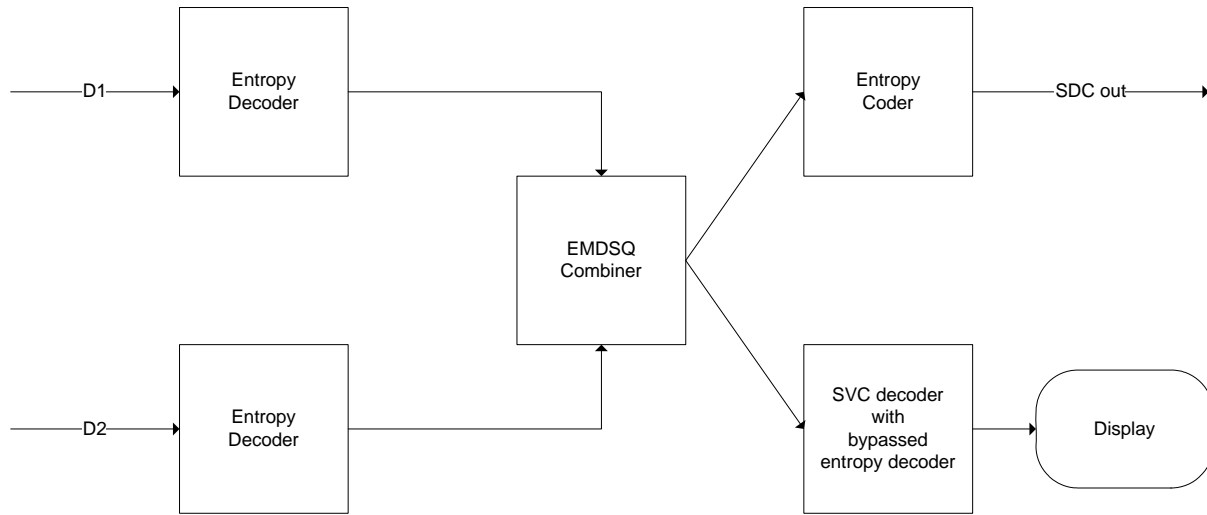 D1
Entropy
Decoder
Entropy
Coder
SDC out
EMDSQ
Combiner
D2
Entropy
Decoder
SVC decoder
with
bypassed
entropy decoder
Display